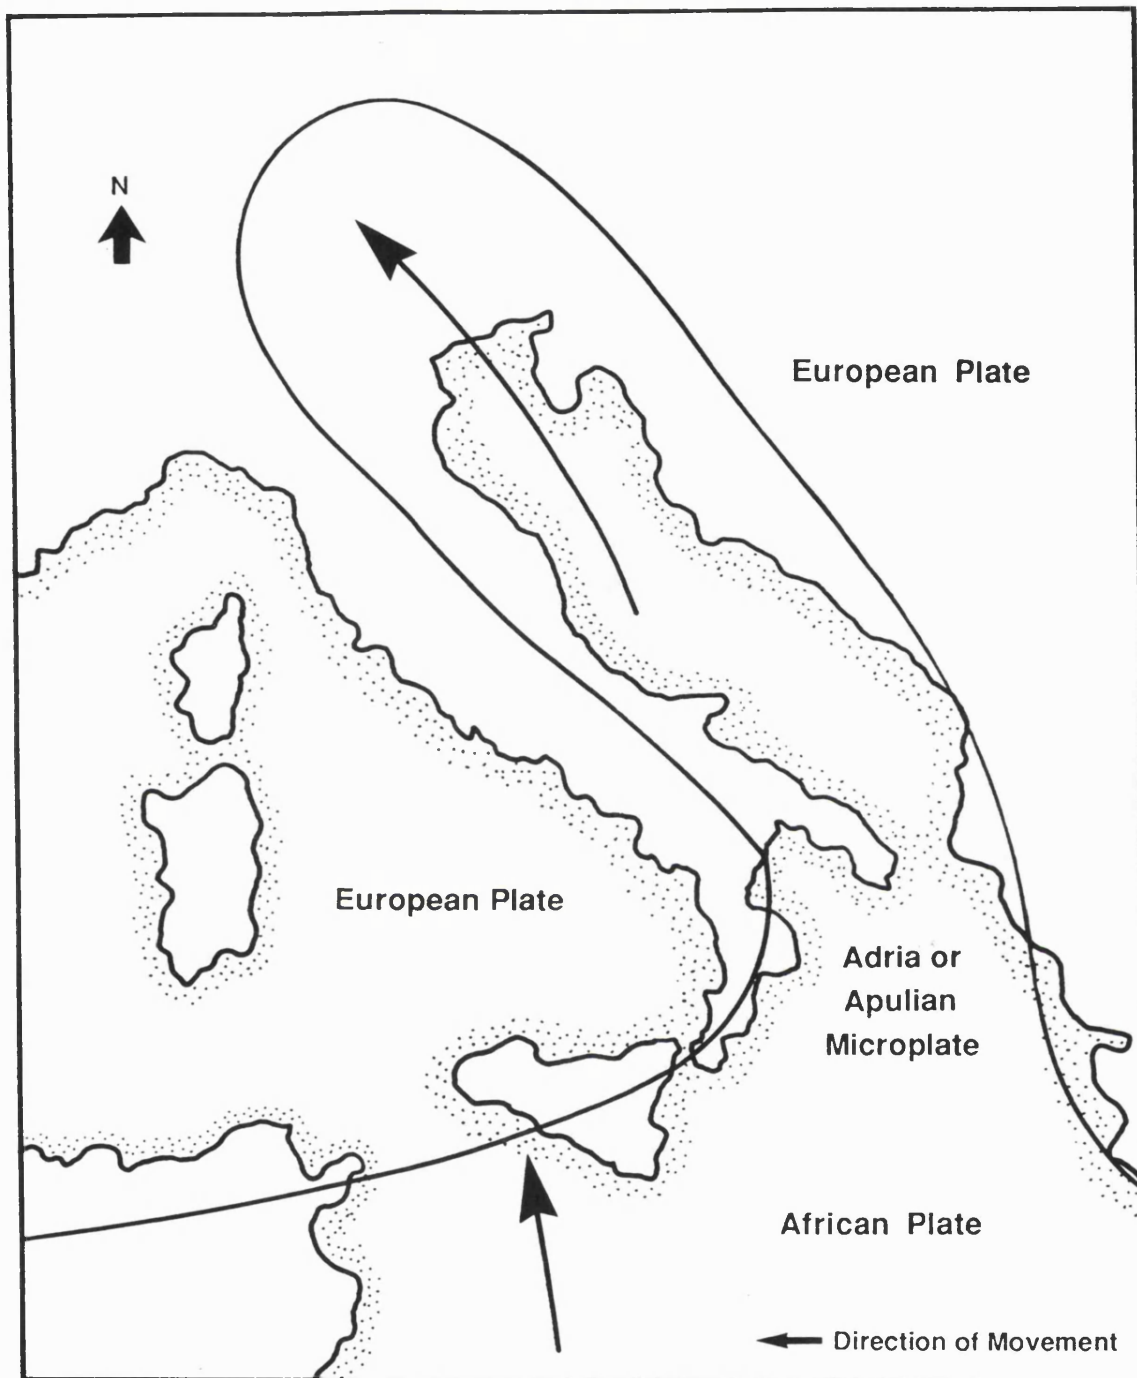 N
European Plate
European Plate
Adria or
Apulian
Microplate
African Plate
Direction of Movement